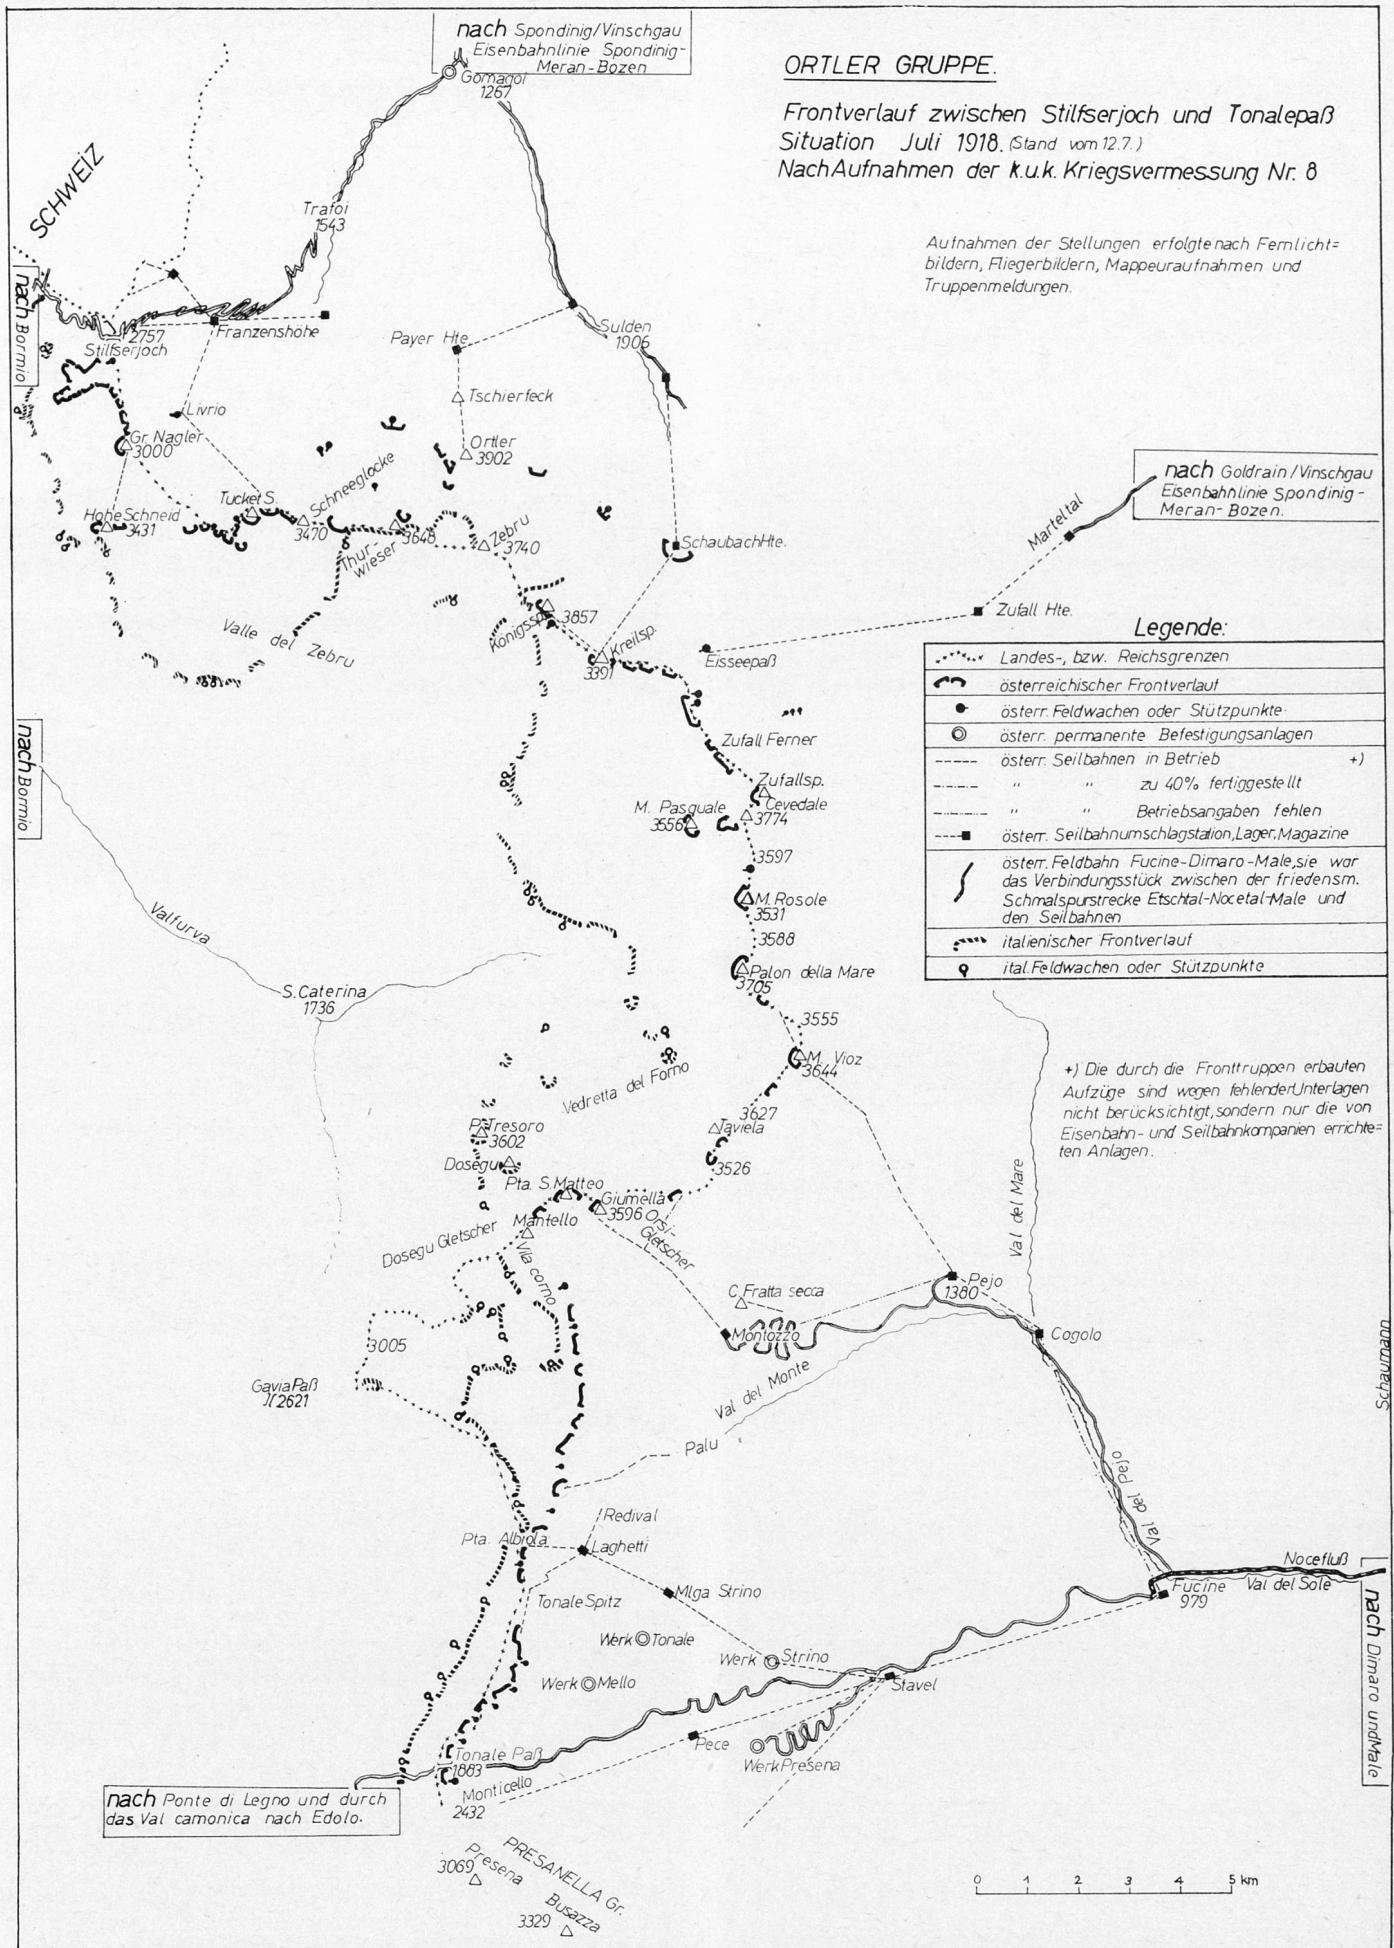 nach Spondinig/Vinschgau
Eisenbahnlinie Spondinig-
Meran-Bozen
Gomagoi
1267
ORTLER GRUPPE.
Frontverlauf zwischen Stilfserjoch und Tonalepaß
Situation Juli 1918. (Stand vom 12.7.)
Nach Aufnahmen der k.u.k. Kriegsvermessung Nr. 8
Aufnahmen der Stellungen erfolgte nach Fernlicht=
bildern, Fliegerbildern, Mappeuraufnahmen und
Truppenmeldungen.
SCHWEIZ
Trafoi
1543
nach Bormio
2757
Stilfserjoch
Franzenshöhe
Payer Hte.
Sulden
1906
Tschierfeck
Livrio
Gr. Nagler
3000
Ortler
3902
Tucket S.
Schneeglocke
3470
Hohe Schneid
3431
Thur-
wieser
3648
Zebru
3740
Schaubach Hte.
nach Goldrain/Vinschgau
Eisenbahnlinie Spondinig-
Meran-Bozen.
Marteltal
Zufall Hte.
Valle del Zebru
Königssp.
3857
Kreilsp.
3391
Eisseepaß
Legende:
Landes-, bzw. Reichsgrenzen
österreichischer Frontverlauf
österr. Feldwachen oder Stützpunkte
österr. permanente Befestigungsanlagen
österr. Seilbahnen in Betrieb +)
" " zu 40% fertiggestellt
" " Betriebsangaben fehlen
österr. Seilbahnumschlagstation, Lager, Magazine
österr. Feldbahn Fucine-Dimaro-Male, sie war
das Verbindungsstück zwischen der friedensm.
Schmalspurstrecke Etschtal-Nocetal-Male und
den Seilbahnen
italienischer Frontverlauf
ital. Feldwachen oder Stützpunkte
nach Bormio
Zufall Ferner
Zufallsp.
Cevedale
3774
M. Pasquale
3556
3597
M. Rosole
3531
3588
Palon della Mare
3705
3555
Valfurva
S. Caterina
1736
M. Vioz
3644
+) Die durch die Fronttruppen erbauten
Aufzüge sind wegen fehlender Unterlagen
nicht berücksichtigt, sondern nur die von
Eisenbahn- und Seilbahnkompanien errichte=
ten Anlagen.
Vedretta del Forno
3627
Taviela
3526
P. Tresoro
3602
Dosegu
Pta. S. Matteo
Giumella
3596
Orsi-
Gletscher
Mantello
Dosegu Gletscher
Vila corno
Val del Mare
C. Fratta secca
Pejo
1380
Montozzo
Cogolo
3005
Gavia Paß
2621
Val del Monte
Palu
Schaumann
Val del Pejo
Redival
Pta. Albiola
Laghetti
Nocefluß
Val del Sole
Fucine
979
Mlga Strino
Tonale Spitz
Werk Tonale
Werk Strino
Werk Mello
Stavel
Pece
Werk Presena
nach Dimaro und Male
Tonale Paß
1883
Monticello
2432
nach Ponte di Legno und durch
das Val camonica nach Edolo.
PRESANELLA Gr.
3069
Presena
Busazza
3329
0 1 2 3 4 5 km